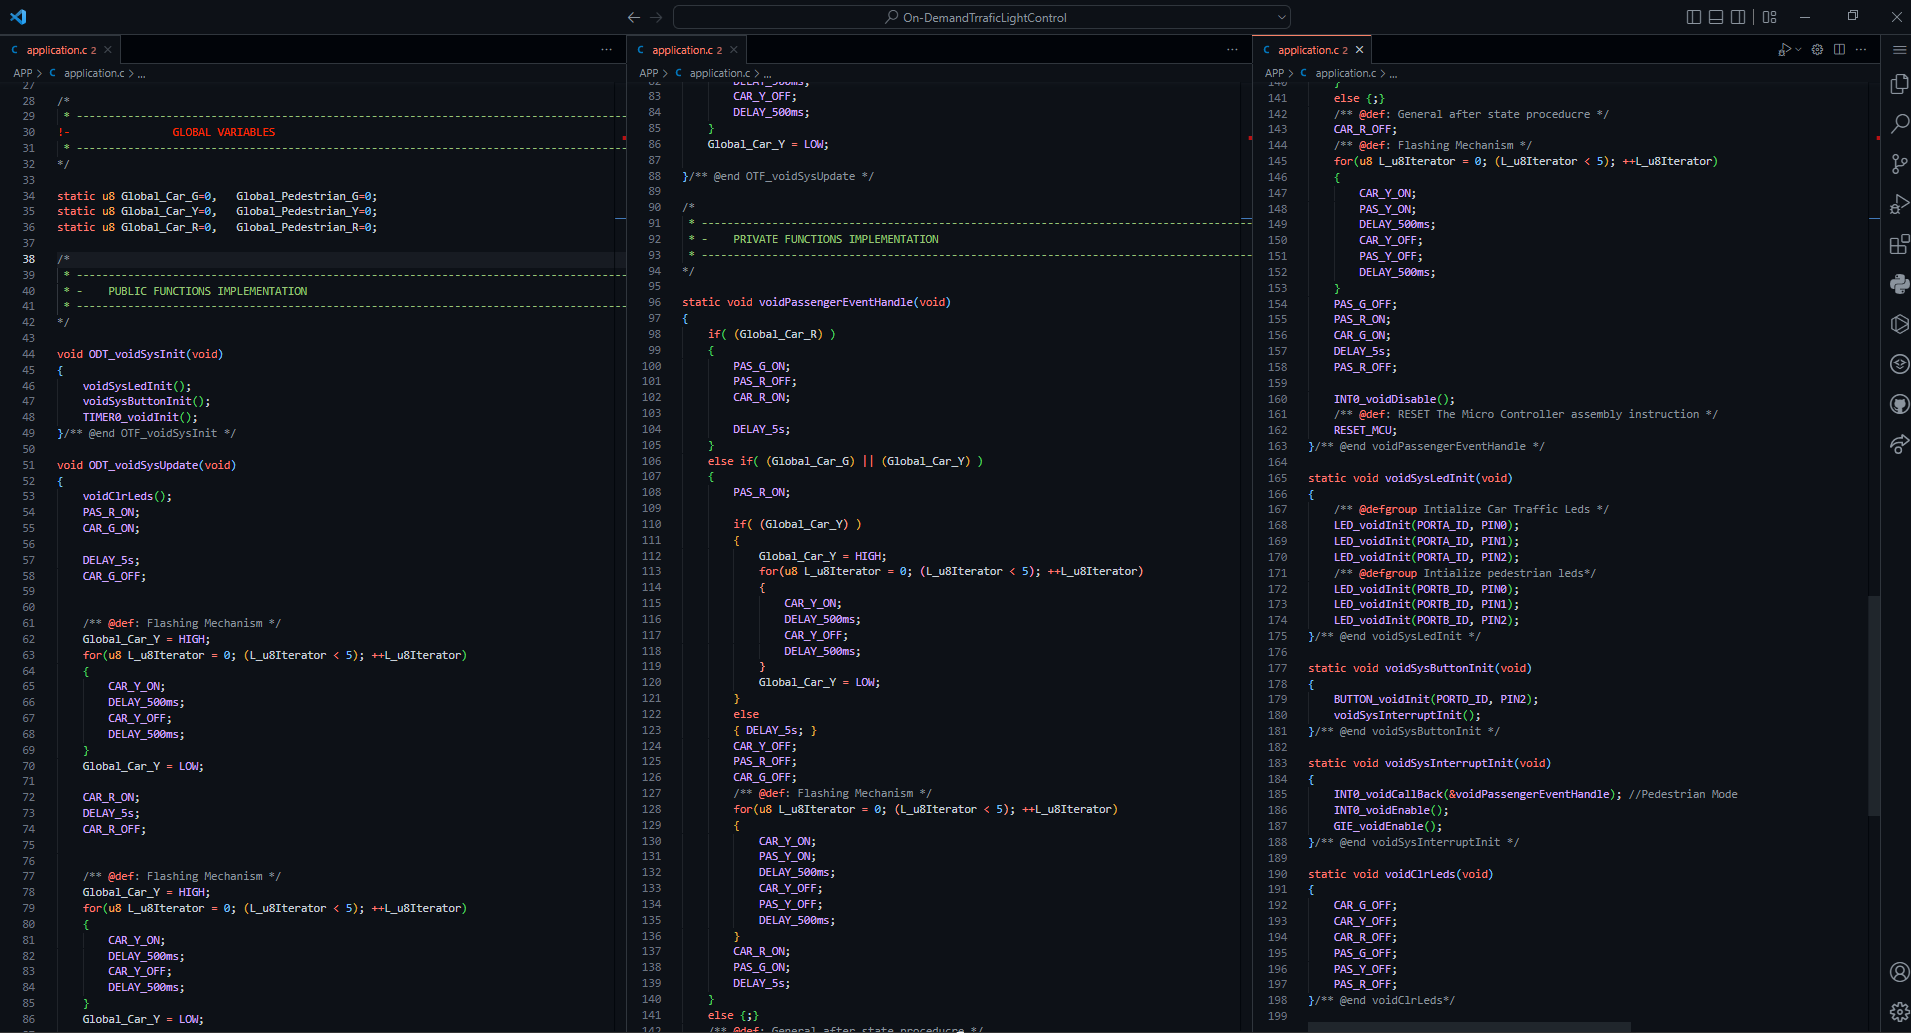 On-DemandTrraficLightControl
application.c 2
APP > application.c > ...
27
28 /*
29 * --------------------------------------------------------------------------------------
30 !- GLOBAL VARIABLES
31 * --------------------------------------------------------------------------------------
32 */
33
34 static u8 Global_Car_G=0, Global_Pedestrian_G=0;
35 static u8 Global_Car_Y=0, Global_Pedestrian_Y=0;
36 static u8 Global_Car_R=0, Global_Pedestrian_R=0;
37
38 /*
39 * --------------------------------------------------------------------------------------
40 * - PUBLIC FUNCTIONS IMPLEMENTATION
41 * --------------------------------------------------------------------------------------
42 */
43
44 void ODT_voidSysInit(void)
45 {
46 voidSysLedInit();
47 voidSysButtonInit();
48 TIMER0_voidInit();
49 }/** @end OTF_voidSysInit */
50
51 void ODT_voidSysUpdate(void)
52 {
53 voidClrLeds();
54 PAS_R_ON;
55 CAR_G_ON;
56
57 DELAY_5s;
58 CAR_G_OFF;
59
60
61 /** @def: Flashing Mechanism */
62 Global_Car_Y = HIGH;
63 for(u8 L_u8Iterator = 0; (L_u8Iterator < 5); ++L_u8Iterator)
64 {
65 CAR_Y_ON;
66 DELAY_500ms;
67 CAR_Y_OFF;
68 DELAY_500ms;
69 }
70 Global_Car_Y = LOW;
71
72 CAR_R_ON;
73 DELAY_5s;
74 CAR_R_OFF;
75
76
77 /** @def: Flashing Mechanism */
78 Global_Car_Y = HIGH;
79 for(u8 L_u8Iterator = 0; (L_u8Iterator < 5); ++L_u8Iterator)
80 {
81 CAR_Y_ON;
82 DELAY_500ms;
83 CAR_Y_OFF;
84 DELAY_500ms;
85 }
86 Global_Car_Y = LOW;
application.c 2
APP > application.c > ...
82 DELAY_500ms;
83 CAR_Y_OFF;
84 DELAY_500ms;
85 }
86 Global_Car_Y = LOW;
87
88 }/** @end OTF_voidSysUpdate */
89
90 /*
91 * --------------------------------------------------------------------------------------
92 * - PRIVATE FUNCTIONS IMPLEMENTATION
93 * --------------------------------------------------------------------------------------
94 */
95
96 static void voidPassengerEventHandle(void)
97 {
98 if( (Global_Car_R) )
99 {
100 PAS_G_ON;
101 PAS_R_OFF;
102 CAR_R_ON;
103
104 DELAY_5s;
105 }
106 else if( (Global_Car_G) || (Global_Car_Y) )
107 {
108 PAS_R_ON;
109
110 if( (Global_Car_Y) )
111 {
112 Global_Car_Y = HIGH;
113 for(u8 L_u8Iterator = 0; (L_u8Iterator < 5); ++L_u8Iterator)
114 {
115 CAR_Y_ON;
116 DELAY_500ms;
117 CAR_Y_OFF;
118 DELAY_500ms;
119 }
120 Global_Car_Y = LOW;
121 }
122 else
123 { DELAY_5s; }
124 CAR_Y_OFF;
125 PAS_R_OFF;
126 CAR_G_OFF;
127 /** @def: Flashing Mechanism */
128 for(u8 L_u8Iterator = 0; (L_u8Iterator < 5); ++L_u8Iterator)
129 {
130 CAR_Y_ON;
131 PAS_Y_ON;
132 DELAY_500ms;
133 CAR_Y_OFF;
134 PAS_Y_OFF;
135 DELAY_500ms;
136 }
137 CAR_R_ON;
138 PAS_G_ON;
139 DELAY_5s;
140 }
141 else {;}
142 /** @def: General after state proceducre */
application.c 2
APP > application.c > ...
140 }
141 else {;}
142 /** @def: General after state proceducre */
143 CAR_R_OFF;
144 /** @def: Flashing Mechanism */
145 for(u8 L_u8Iterator = 0; (L_u8Iterator < 5); ++L_u8Iterator)
146 {
147 CAR_Y_ON;
148 PAS_Y_ON;
149 DELAY_500ms;
150 CAR_Y_OFF;
151 PAS_Y_OFF;
152 DELAY_500ms;
153 }
154 PAS_G_OFF;
155 PAS_R_ON;
156 CAR_G_ON;
157 DELAY_5s;
158 PAS_R_OFF;
159
160 INT0_voidDisable();
161 /** @def: RESET The Micro Controller assembly instruction */
162 RESET_MCU;
163 }/** @end voidPassengerEventHandle */
164
165 static void voidSysLedInit(void)
166 {
167 /** @defgroup Intialize Car Traffic Leds */
168 LED_voidInit(PORTA_ID, PIN0);
169 LED_voidInit(PORTA_ID, PIN1);
170 LED_voidInit(PORTA_ID, PIN2);
171 /** @defgroup Intialize pedestrian leds*/
172 LED_voidInit(PORTB_ID, PIN0);
173 LED_voidInit(PORTB_ID, PIN1);
174 LED_voidInit(PORTB_ID, PIN2);
175 }/** @end voidSysLedInit */
176
177 static void voidSysButtonInit(void)
178 {
179 BUTTON_voidInit(PORTD_ID, PIN2);
180 voidSysInterruptInit();
181 }/** @end voidSysButtonInit */
182
183 static void voidSysInterruptInit(void)
184 {
185 INT0_voidCallBack(&voidPassengerEventHandle); //Pedestrian Mode
186 INT0_voidEnable();
187 GIE_voidEnable();
188 }/** @end voidSysInterruptInit */
189
190 static void voidClrLeds(void)
191 {
192 CAR_G_OFF;
193 CAR_Y_OFF;
194 CAR_R_OFF;
195 PAS_G_OFF;
196 PAS_Y_OFF;
197 PAS_R_OFF;
198 }/** @end voidClrLeds*/
199